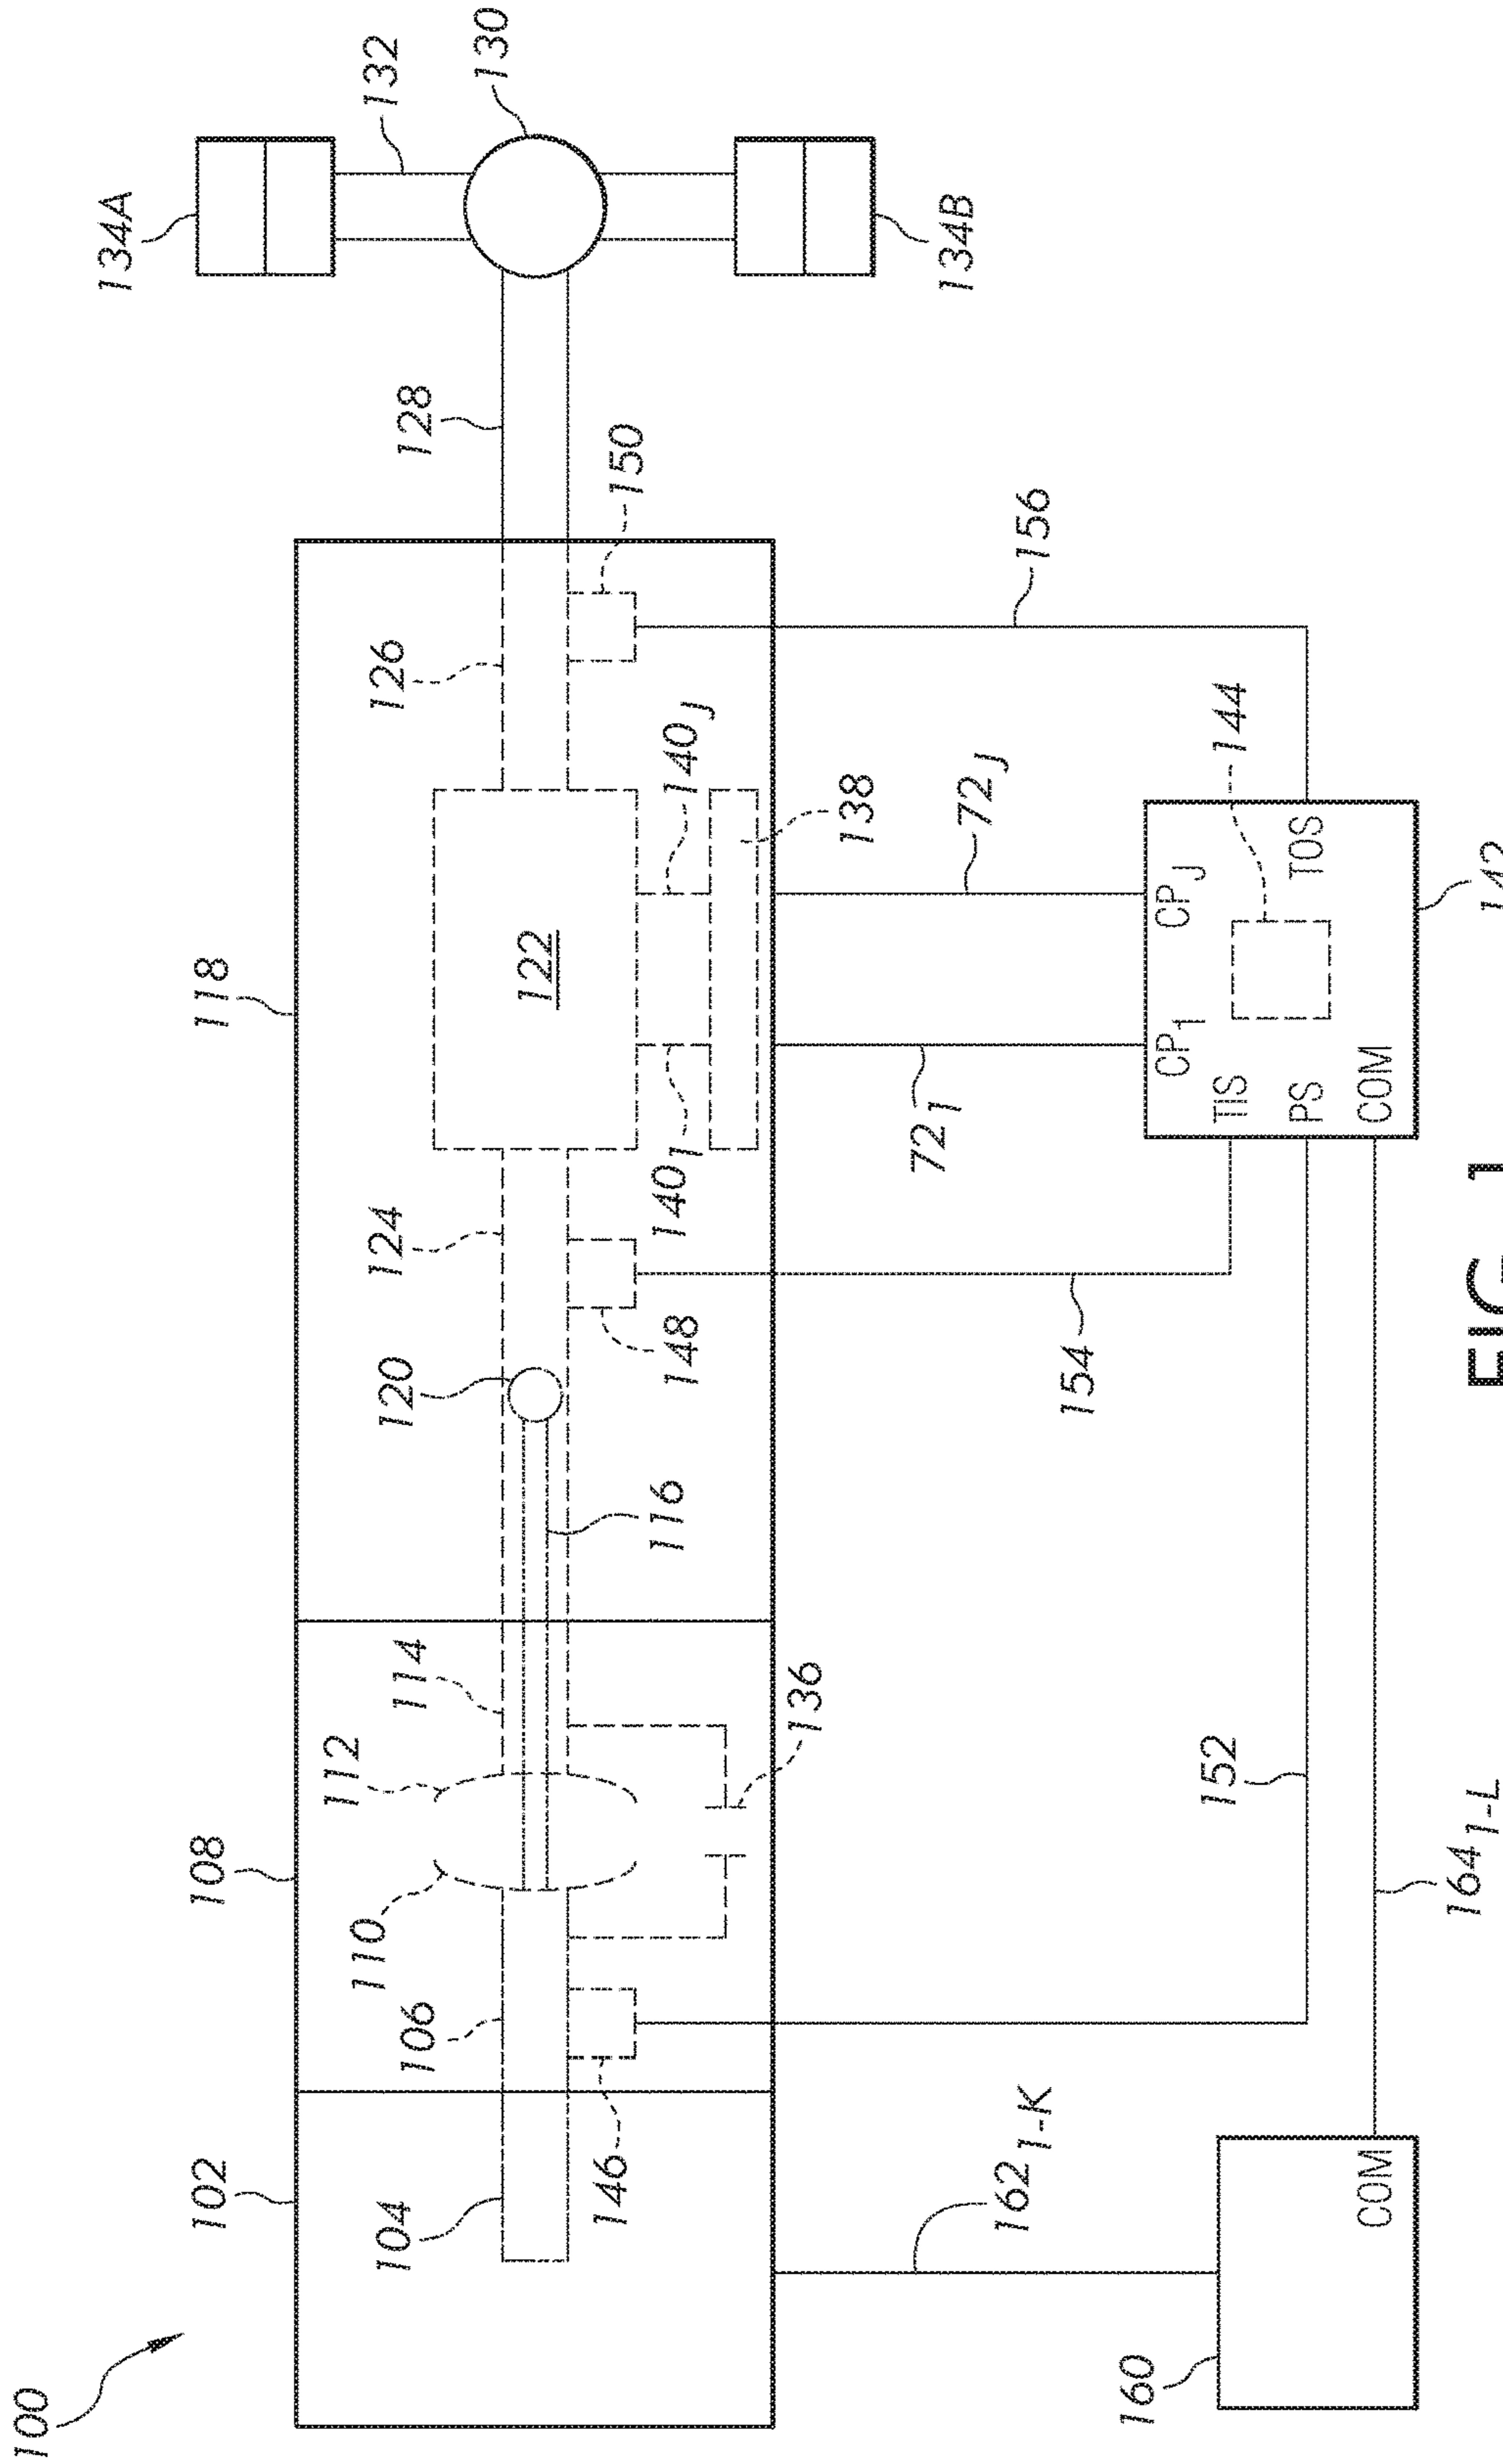 100
102
108
118
104
106
110
112
114
120
124
122
126
128
132
130
134A
134B
146
136
116
148
140₁
140J
138
150
162₁₋K
152
154
72₁
72J
156
160
COM
164₁₋L
TIS
PS
COM
CP₁
CPJ
TOS
144
142
FIG. 1